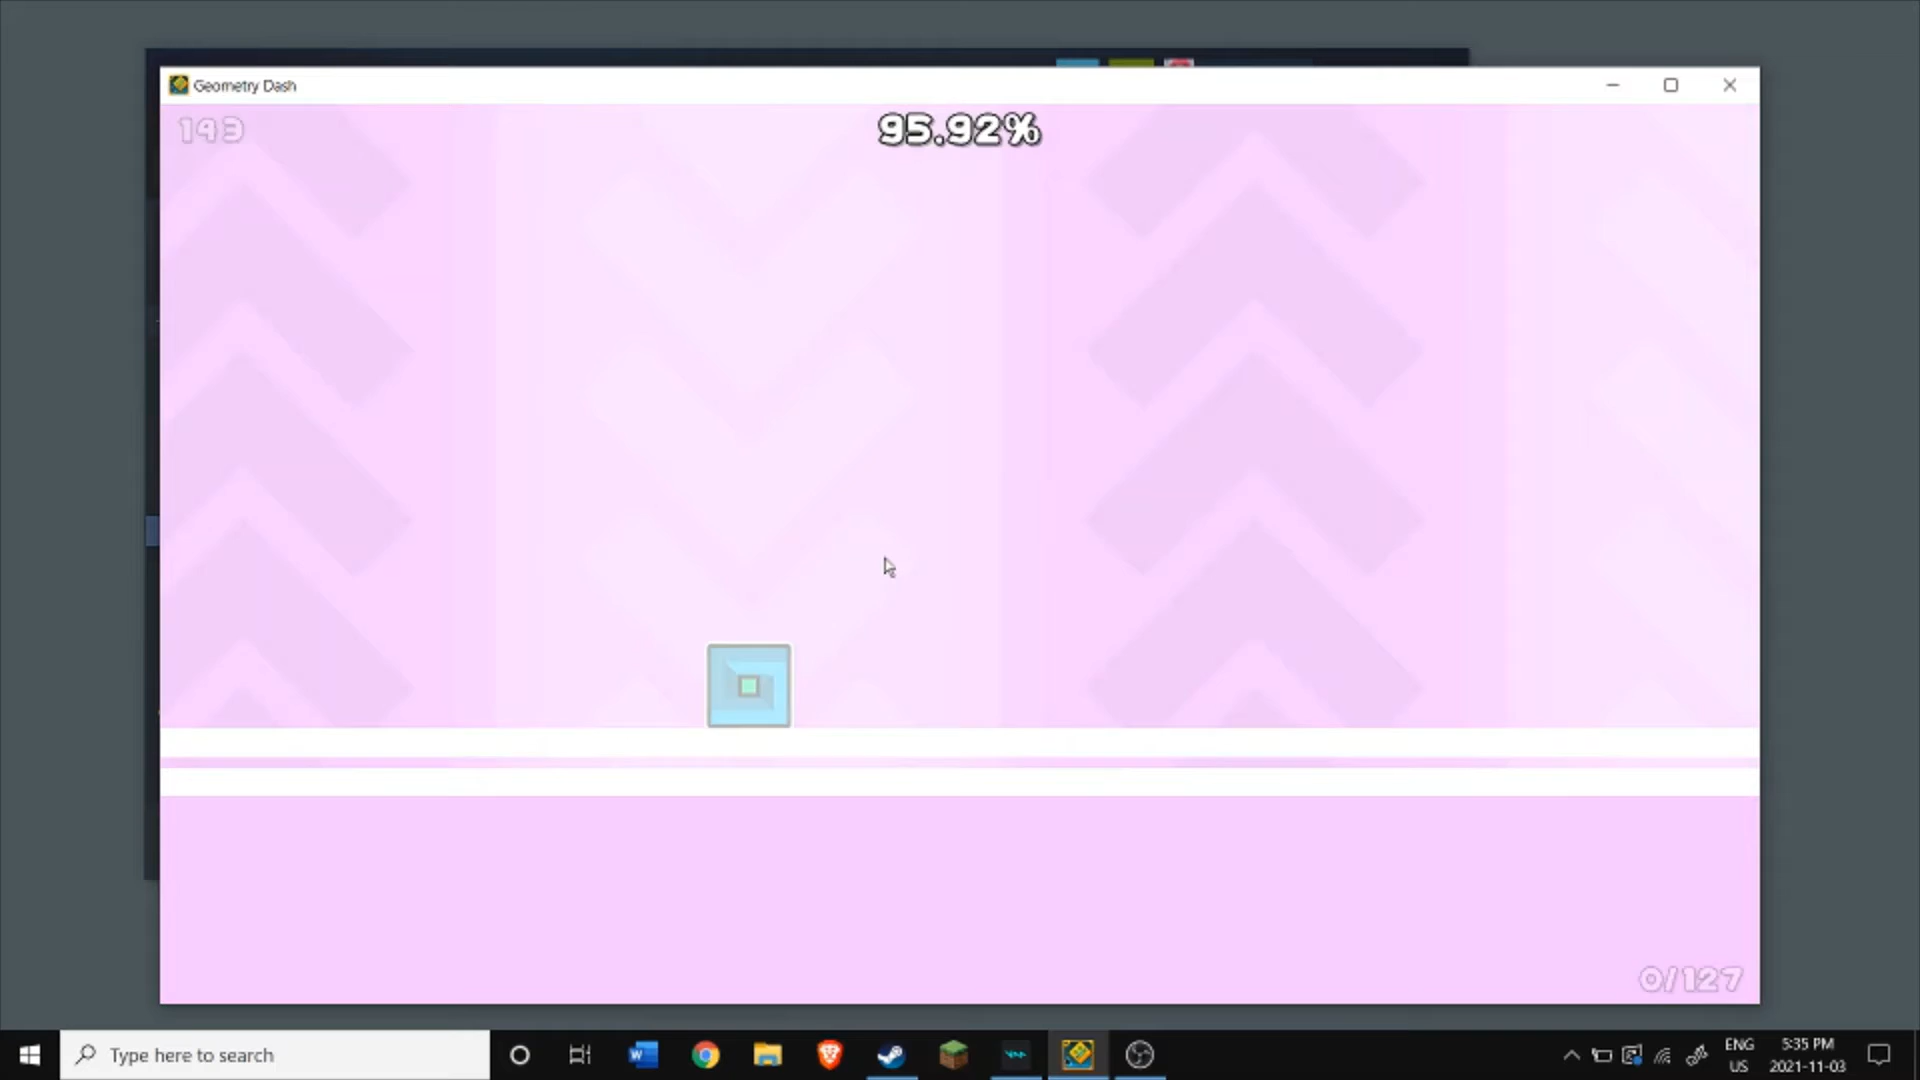 Geometry Dash
143
95.92%
0/127
Type here to search
ENG
US
5:35 PM
2021-11-03